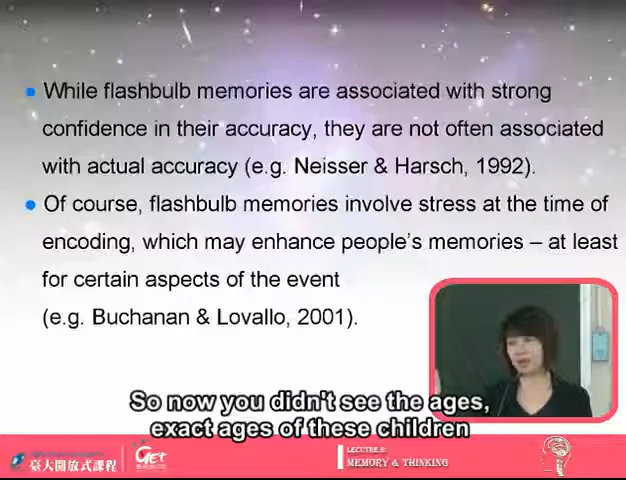 While flashbulb memories are associated with strong
confidence in their accuracy, they are not often associated
with actual accuracy (e.g. Neisser & Harsch, 1992).
Of course, flashbulb memories involve stress at the time of
encoding, which may enhance people's memories – at least
for certain aspects of the event
(e.g. Buchanan & Lovallo, 2001).
So now you didn't see the ages,
exact ages of these children
臺大開放式課程
GET
LECUTRE 6:
MEMORY & THINKING